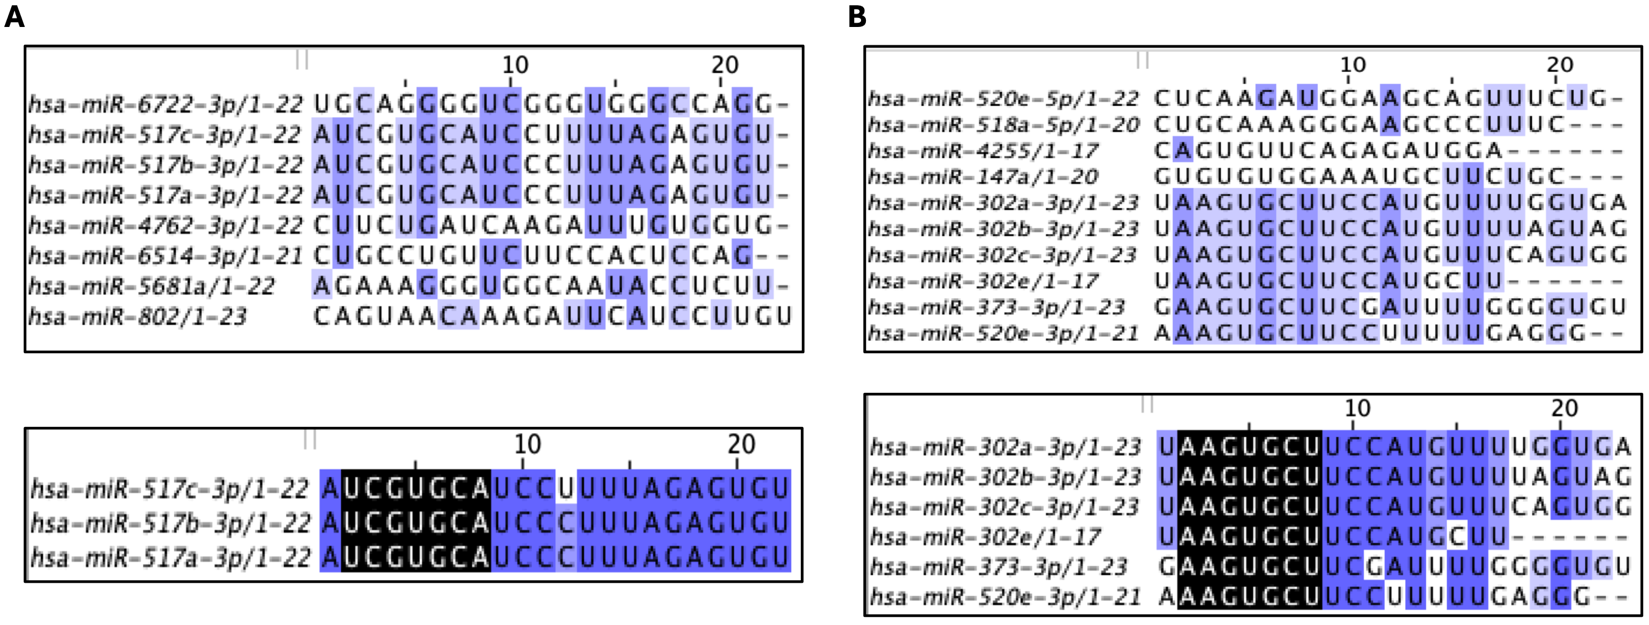 A
10 20
hsa-miR-6722-3p/1-22 UGCAGGGGUCGGGUGGGCCAGG-
hsa-miR-517c-3p/1-22 AUCGUGCAUCCUUUUAGAGUGU-
hsa-miR-517b-3p/1-22 AUCGUGCAUCCCUUUAGAGUGU-
hsa-miR-517a-3p/1-22 AUCGUGCAUCCCUUUAGAGUGU-
hsa-miR-4762-3p/1-22 CUUCUGAUCAAGAUUUGUGGUG-
hsa-miR-6514-3p/1-21 CUGCCUGUUCUUCCACUCCAG--
hsa-miR-5681a/1-22 AGAAAGGGUGGCAAUACCUCUU-
hsa-miR-802/1-23 CAGUAACAAAGAUUCAUCCUUGU
10 20
hsa-miR-517c-3p/1-22 AUCGUGCAUCCUUUUAGAGUGU
hsa-miR-517b-3p/1-22 AUCGUGCAUCCCUUUAGAGUGU
hsa-miR-517a-3p/1-22 AUCGUGCAUCCCUUUAGAGUGU
B
10 20
hsa-miR-520e-5p/1-22 CUCAAGAUGGAAGCAGUUUCUG-
hsa-miR-518a-5p/1-20 CUGCAAAGGGAAGCCCUUUC---
hsa-miR-4255/1-17 CAGUGUUCAGAGAUGGA------
hsa-miR-147a/1-20 GUGUGUGGAAAUGCUUCUGC---
hsa-miR-302a-3p/1-23 UAAGUGCUUCCAUGUUUUGGUGA
hsa-miR-302b-3p/1-23 UAAGUGCUUCCAUGUUUUAGUAG
hsa-miR-302c-3p/1-23 UAAGUGCUUCCAUGUUUCAGUGG
hsa-miR-302e/1-17 UAAGUGCUUCCAUGCUU------
hsa-miR-373-3p/1-23 GAAGUGCUUCGAUUUUGGGGUGU
hsa-miR-520e-3p/1-21 AAAGUGCUUCCUUUUUGAGGG--
10 20
hsa-miR-302a-3p/1-23 UAAGUGCUUCCAUGUUUUGGUGA
hsa-miR-302b-3p/1-23 UAAGUGCUUCCAUGUUUUAGUAG
hsa-miR-302c-3p/1-23 UAAGUGCUUCCAUGUUUCAGUGG
hsa-miR-302e/1-17 UAAGUGCUUCCAUGCUU------
hsa-miR-373-3p/1-23 GAAGUGCUUCGAUUUUGGGGUGU
hsa-miR-520e-3p/1-21 AAAGUGCUUCCUUUUUGAGGG--